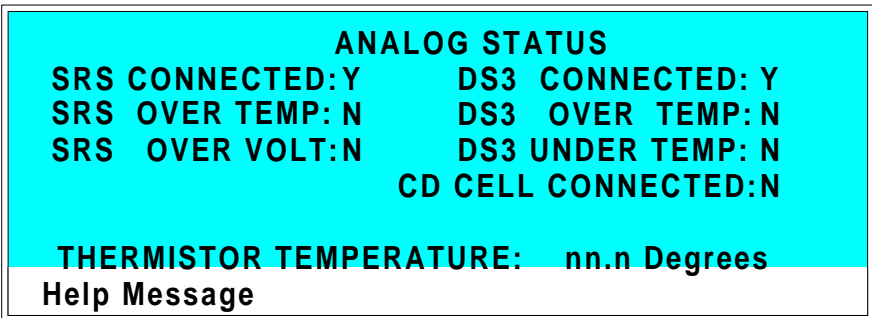 ANALOG STATUS
SRS CONNECTED: Y DS3 CONNECTED: Y
SRS OVER TEMP: N DS3 OVER TEMP: N
SRS OVER VOLT: N DS3 UNDER TEMP: N
CD CELL CONNECTED: N
THERMISTOR TEMPERATURE: nn.n Degrees
Help Message